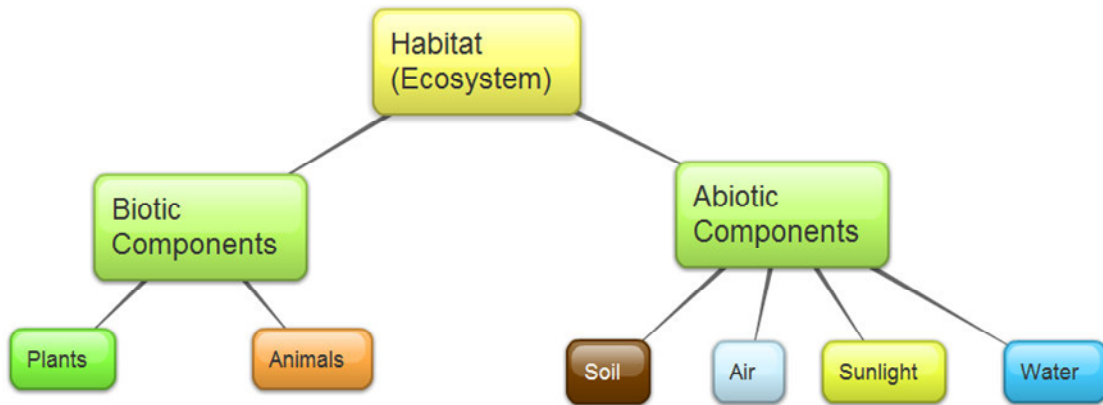 Habitat
(Ecosystem)
Biotic
Components
Abiotic
Components
Plants
Animals
Soil
Air
Sunlight
Water